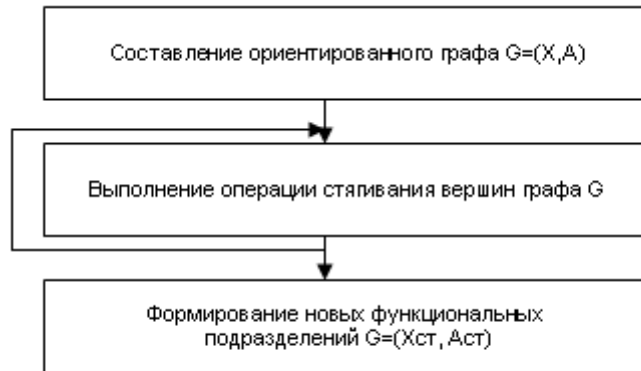 Составление ориентированного графа G=(X,A)
Выполнение операции стягивания вершин графа G
Формирование новых функциональных
подразделений G=(Xст, Aст)